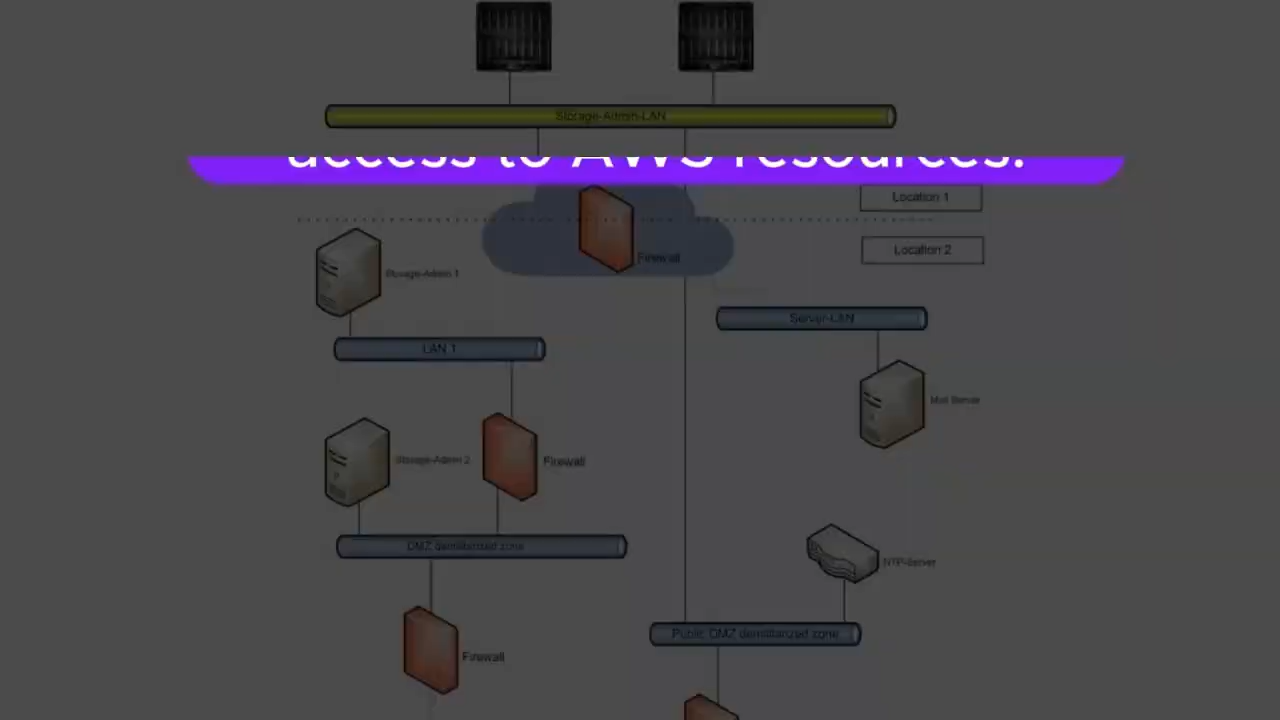 Storage-Admin-LAN
access to AWS resources.
Location 1
Firewall
Location 2
Storage-Admin 1
Server-LAN
LAN 1
Mail Server
Storage-Admin 2
Firewall
DMZ demilitarized zone
NTP-Server
Public DMZ demilitarized zone
Firewall